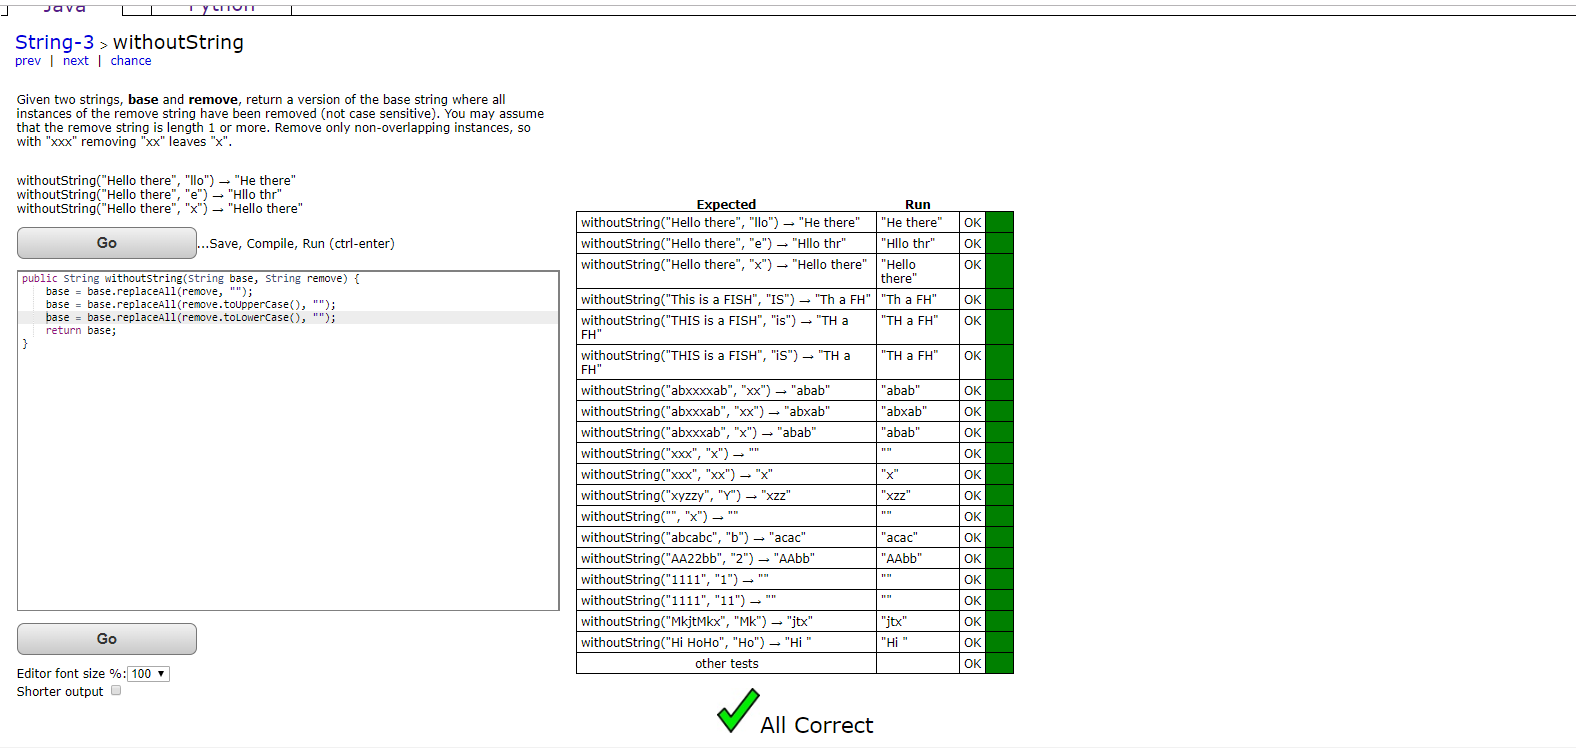 Java Python
String-3 > withoutString
prev | next | chance
Given two strings, base and remove, return a version of the base string where all
instances of the remove string have been removed (not case sensitive). You may assume
that the remove string is length 1 or more. Remove only non-overlapping instances, so
with "xxx" removing "xx" leaves "x".
withoutString("Hello there", "llo") → "He there"
withoutString("Hello there", "e") → "Hllo thr"
withoutString("Hello there", "x") → "Hello there"
Go ...Save, Compile, Run (ctrl-enter)
public String withoutString(String base, String remove) {
base = base.replaceAll(remove, "");
base = base.replaceAll(remove.toUpperCase(), "");
base = base.replaceAll(remove.toLowerCase(), "");
return base;
}
Go
Editor font size %: 100
Shorter output
Expected Run
withoutString("Hello there", "llo") → "He there" "He there" OK
withoutString("Hello there", "e") → "Hllo thr" "Hllo thr" OK
withoutString("Hello there", "x") → "Hello there" "Hello OK
there"
withoutString("This is a FISH", "IS") → "Th a FH" "Th a FH" OK
withoutString("THIS is a FISH", "is") → "TH a "TH a FH" OK
FH"
withoutString("THIS is a FISH", "iS") → "TH a "TH a FH" OK
FH"
withoutString("abxxxxab", "xx") → "abab" "abab" OK
withoutString("abxxxab", "xx") → "abxab" "abxab" OK
withoutString("abxxxab", "x") → "abab" "abab" OK
withoutString("xxx", "x") → "" "" OK
withoutString("xxx", "xx") → "x" "x" OK
withoutString("xyzzy", "Y") → "xzz" "xzz" OK
withoutString("", "x") → "" "" OK
withoutString("abcabc", "b") → "acac" "acac" OK
withoutString("AA22bb", "2") → "AAbb" "AAbb" OK
withoutString("1111", "1") → "" "" OK
withoutString("1111", "11") → "" "" OK
withoutString("MkjtMkx", "Mk") → "jtx" "jtx" OK
withoutString("Hi HoHo", "Ho") → "Hi " "Hi " OK
other tests OK
All Correct